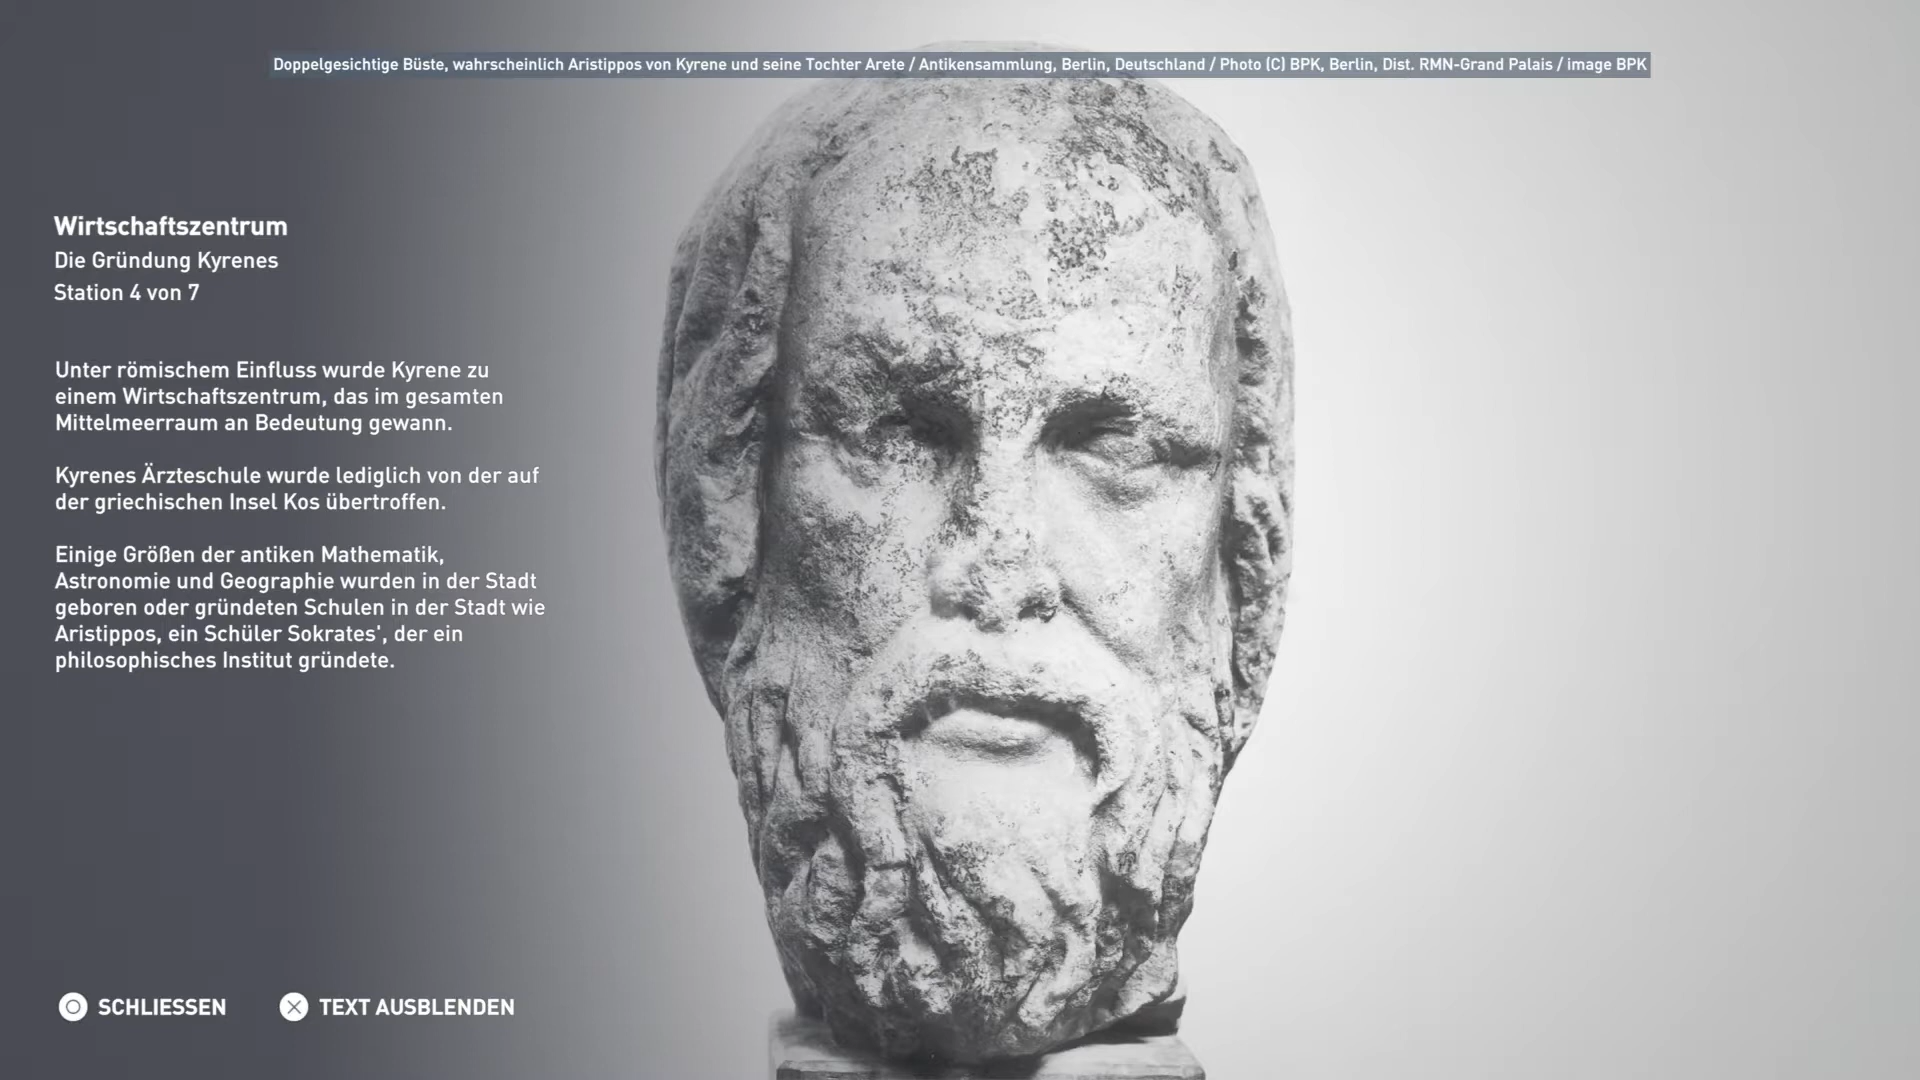 Doppelgesichtige Büste, wahrscheinlich Aristippos von Kyrene und seine Tochter Arete / Antikensammlung, Berlin, Deutschland / Photo (C) BPK, Berlin, Dist. RMN-Grand Palais / image BPK
Wirtschaftszentrum
Die Gründung Kyrenes
Station 4 von 7
Unter römischem Einfluss wurde Kyrene zu
einem Wirtschaftszentrum, das im gesamten
Mittelmeerraum an Bedeutung gewann.
Kyrenes Ärzteschule wurde lediglich von der auf
der griechischen Insel Kos übertroffen.
Einige Größen der antiken Mathematik,
Astronomie und Geographie wurden in der Stadt
geboren oder gründeten Schulen in der Stadt wie
Aristippos, ein Schüler Sokrates', der ein
philosophisches Institut gründete.
SCHLIESSEN
TEXT AUSBLENDEN